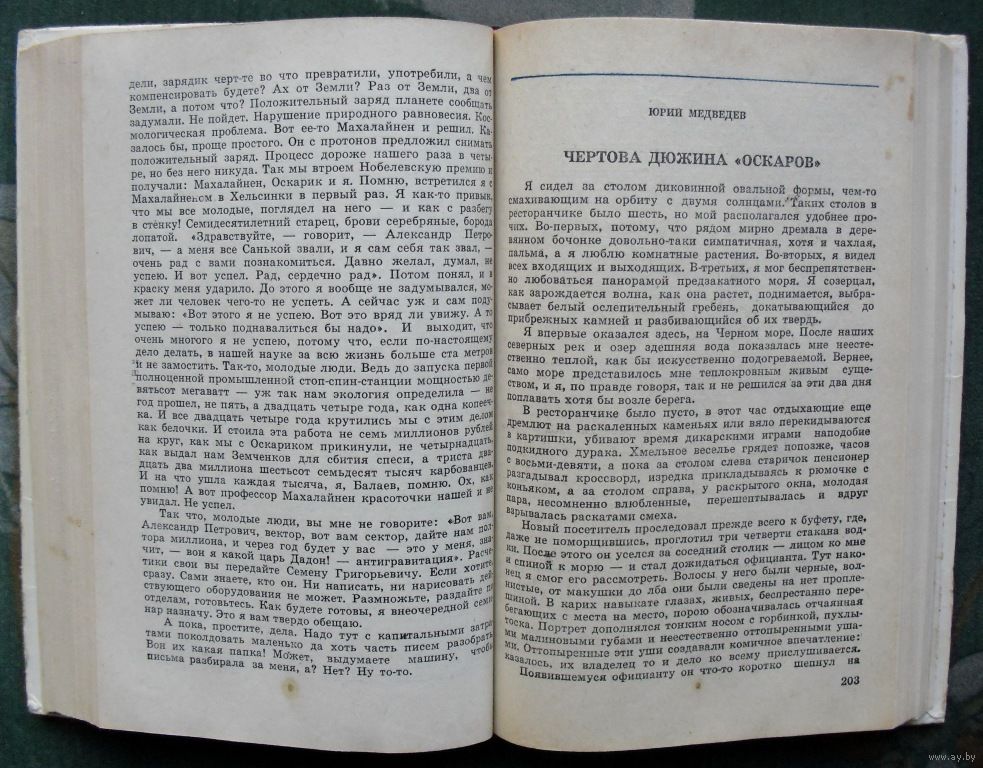 дели, зарядик черт-те во что превратили, употребили, а чем
компенсировать будете? Ах от Земли? Раз от Земли, два от
Земли, а потом что? Положительный заряд планете сообщать
задумали. Не пойдет. Нарушение природного равновесия. Кос-
мологическая проблема. Вот ее-то Махалайнен и решил. Ка-
залось бы, проще простого. Он с протонов предложил снимать
положительный заряд. Процесс дороже нашего раза в четы-
ре, но без него никуда. Так мы втроем Нобелевскую премию и
получали: Махалайнен, Оскарик и я. Помню, встретился я с
Махалайненом в Хельсинки в первый раз. Я как-то привык,
что мы все молодые, поглядел на него — и как с разбегу
в стенку! Семидесятилетний старец, брови серебряные, борода
лопатой. «Здравствуйте, — говорит, — Александр Петро-
вич, — а меня все Санькой звали, и я сам себя так звал, —
очень рад с вами познакомиться. Давно желал, думал, не
успею. И вот успел. Рад, сердечно рад». Потом понял, и в
краску меня ударило. До этого я вообще не задумывался, мо-
жет ли человек чего-то не успеть. А сейчас уж и сам поду-
мываю: «Вот этого я не успею. Вот это вряд ли увижу. А то
успею — только поднавалиться бы надо». И выходит, что
очень многого я не успею, потому что, если по-настоящему
дело делать, в нашей науке за всю жизнь больше ста метров
и не замостить. Так-то, молодые люди. Ведь до запуска первой
полноценной промышленной стоп-спин-станции мощностью де-
вятьсот мегаватт — уж так нам экология определила — не
год прошел, не пять, а двадцать четыре года, как одна копееч-
ка. И все двадцать четыре года крутились мы с этим делом
как белочки. И стоила эта работа не семь миллионов рублей
на круг, как мы с Оскариком прикинули, не четырнадцать,
как выдал нам Земченков для сбития спеси, а триста два-
дцать два миллиона шестьсот семьдесят тысяч карбованцев.
И на что ушла каждая тысяча, я, Балаев, помню. Ох, как
помню! А вот профессор Махалайнен красоточки нашей и не
увидал. Не успел.
Так что, молодые люди, вы мне не говорите: «Вот вам,
Александр Петрович, вектор, вот вам сектор, дайте нам пол-
тора миллиона, и через год будет у вас — это у меня, зна-
чит, — вон я какой царь Дадон! — антигравитация». Расче-
тики свои вы передайте Семену Григорьевичу. Если хотите,
сразу. Сами знаете, кто он. Ни написать, ни нарисовать дей-
ствующего оборудования не может. Размножьте, раздайте по
отделам, готовьтесь. Как будете готовы, я внеочередной семи-
нар назначу. Это я вам твердо обещаю.
А пока, простите, дела. Надо тут с капитальными затра-
тами поколдовать маленько да хоть часть писем разобрать.
Вон их какая папка! Может, выдумаете машину, чтобы
письма разбирала за меня, а? Нет? Ну то-то.
ЮРИЙ МЕДВЕДЕВ
ЧЕРТОВА ДЮЖИНА «ОСКАРОВ»
Я сидел за столом диковинной овальной формы, чем-то
смахивающим на орбиту с двумя солнцами. Таких столов в
ресторанчике было шесть, но мой располагался удобнее про-
чих. Во-первых, потому, что рядом мирно дремала в дере-
вянном бочонке довольно-таки симпатичная, хотя и чахлая,
пальма, а я люблю комнатные растения. Во-вторых, я видел
всех входящих и выходящих. В-третьих, я мог беспрепятствен-
но любоваться панорамой предзакатного моря. Я созерцал,
как зарождается волна, как она растет, поднимается, выбра-
сывает белый ослепительный гребень, докатывающийся до
прибрежных камней и разбивающийся об их твердь.
Я впервые оказался здесь, на Черном море. После наших
северных рек и озер здешняя вода показалась мне неесте-
ственно теплой, как бы искусственно подогреваемой. Вернее,
само море представилось мне теплокровным живым суще-
ством, и я, по правде говоря, так и не решился за эти два дня
поплавать хотя бы возле берега.
В ресторанчике было пусто, в этот час отдыхающие еще
дремлют на раскаленных каменьях или вяло перекидываются
в картишки, убивают время дикарскими играми наподобие
подкидного дурака. Хмельное веселье грядет попозже, часов
с восьми-девяти, а пока за столом слева старичок пенсионер
разгадывал кроссворд, изредка прикладываясь к рюмочке с
коньяком, а за столом справа, у раскрытого окна, молодая
пара, несомненно влюбленные, перешептывалась и вдруг
взрывалась раскатами смеха.
Новый посетитель проследовал прежде всего к буфету, где,
даже не поморщившись, проглотил три четверти стакана вод-
ки. После этого он уселся за соседний столик — лицом ко мне
и спиной к морю — и стал дожидаться официанта. Тут нако-
нец я смог его рассмотреть. Волосы у него были черные, вол-
нистые, от макушки до лба они были сведены на нет пропле-
шиной. В карих навыкате глазах, живых, беспрестанно пере-
бегающих с места на место, порою обозначалась отчаянная
тоска. Портрет дополнялся тонким носом с горбинкой, пухлы-
ми малиновыми губами и неестественно оттопыренными уша-
ми. Оттопыренные эти уши создавали комичное впечатление:
казалось, их владелец то и дело ко всему прислушивается.
Появившемуся официанту он что-то коротко шепнул на
203
www.ay.by